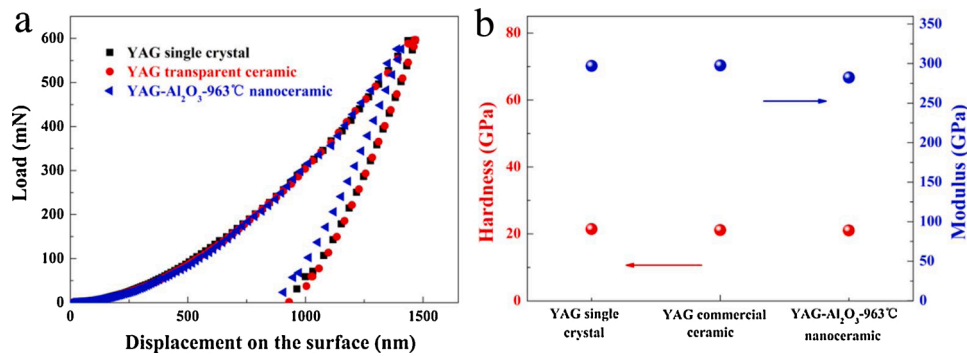 a
Load (mN)
600
500
400
300
200
100
0
YAG single crystal
YAG transparent ceramic
YAG-Al₂O₃-963℃ nanoceramic
0
500
1000
1500
Displacement on the surface (nm)
b
Hardness (GPa)
80
60
40
20
0
Modulus (GPa)
350
300
250
200
150
100
50
0
YAG single
crystal
YAG commercial
ceramic
YAG-Al₂O₃-963℃
nanoceramic